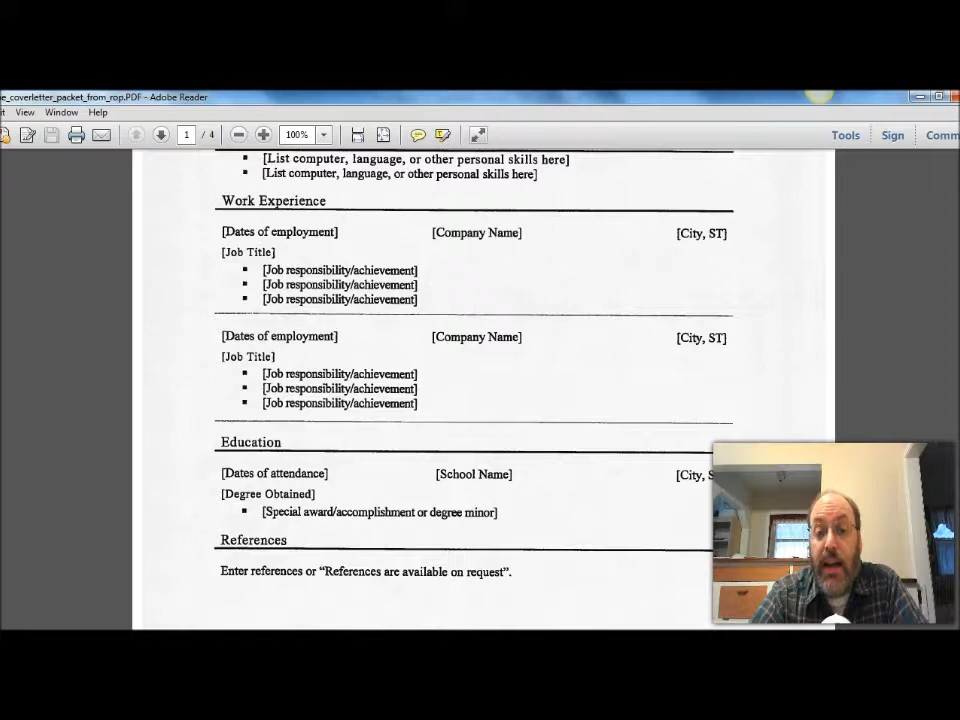 e_coverletter_packet_from_rop.PDF - Adobe Reader
View Window Help
1 / 4 100% Tools Sign Comm
[List computer, language, or other personal skills here]
[List computer, language, or other personal skills here]
Work Experience
[Dates of employment] [Company Name] [City, ST]
[Job Title]
[Job responsibility/achievement]
[Job responsibility/achievement]
[Job responsibility/achievement]
[Dates of employment] [Company Name] [City, ST]
[Job Title]
[Job responsibility/achievement]
[Job responsibility/achievement]
[Job responsibility/achievement]
Education
[Dates of attendance] [School Name] [City, S
[Degree Obtained]
[Special award/accomplishment or degree minor]
References
Enter references or “References are available on request”.